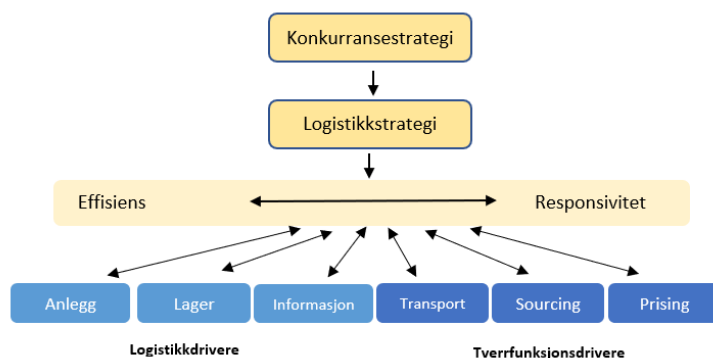 Konkurransestrategi
Logistikkstrategi
Effisiens Responsivitet
Anlegg Lager Informasjon Transport Sourcing Prising
Logistikkdrivere Tverrfunksjonsdrivere